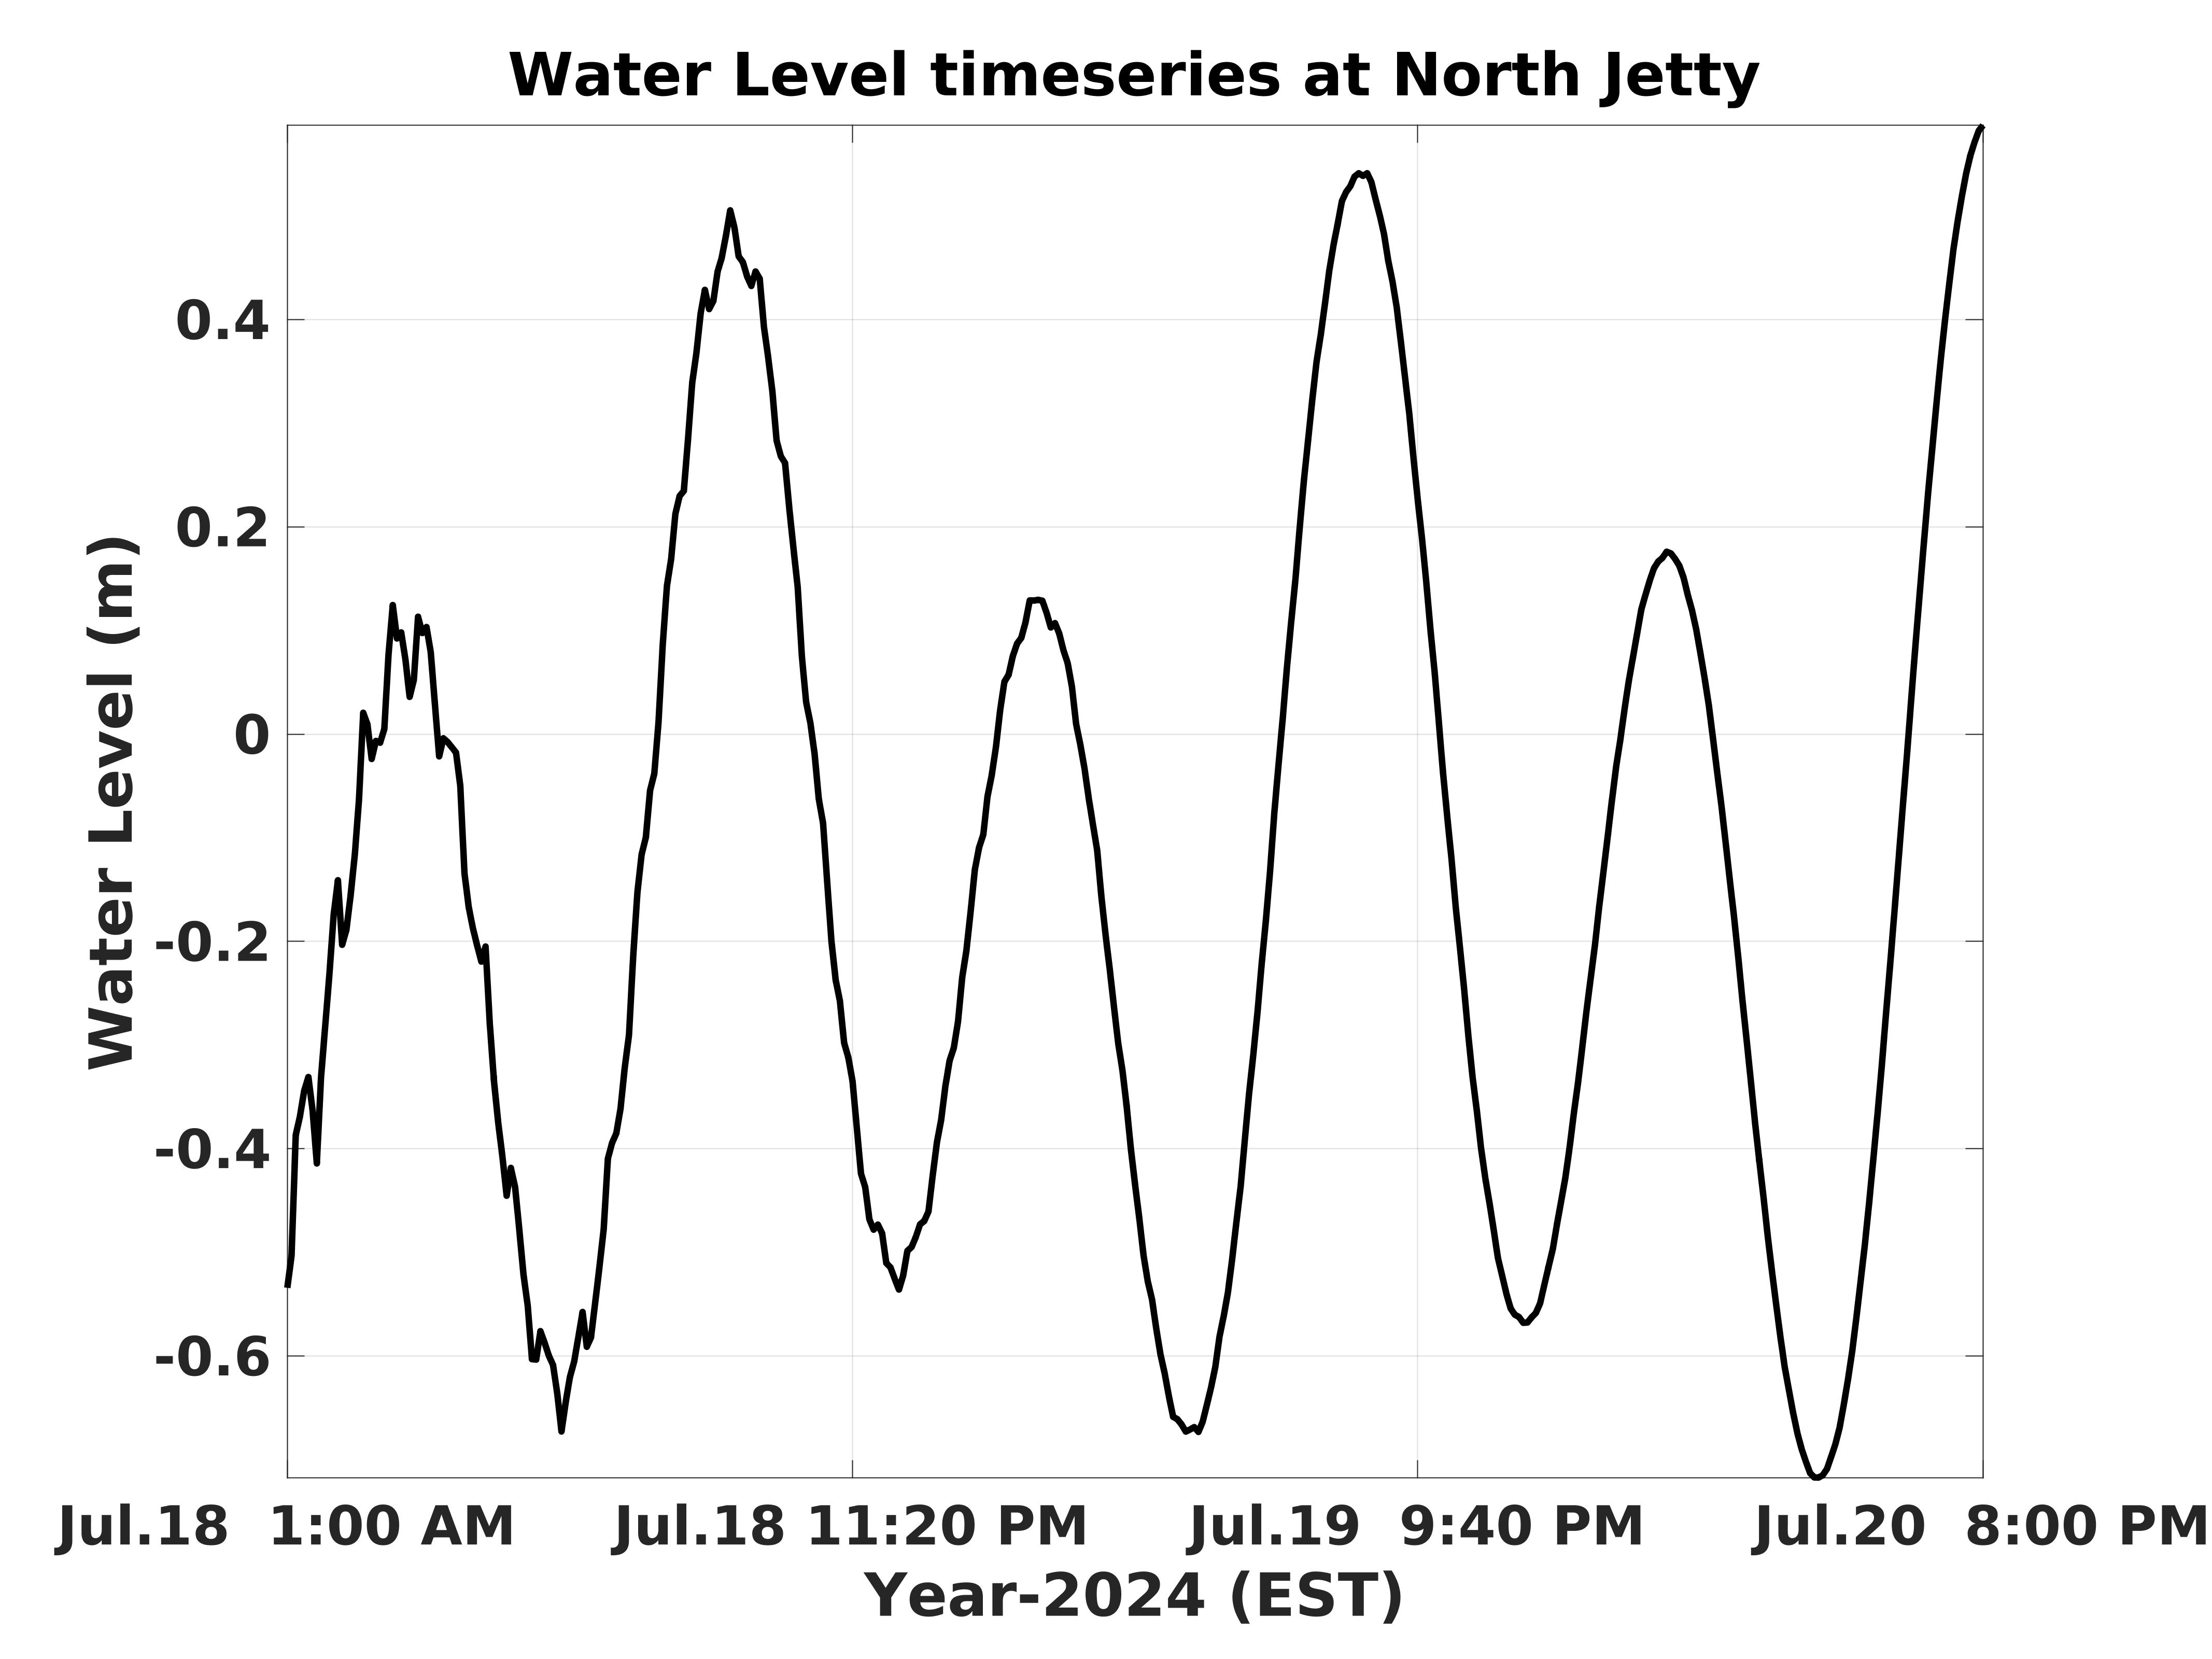 Water Level timeseries at North Jetty
Water Level (m)
0.4
0.2
0
-0.2
-0.4
-0.6
Jul.18 1:00 AM
Jul.18 11:20 PM
Jul.19 9:40 PM
Jul.20 8:00 PM
Year-2024 (EST)